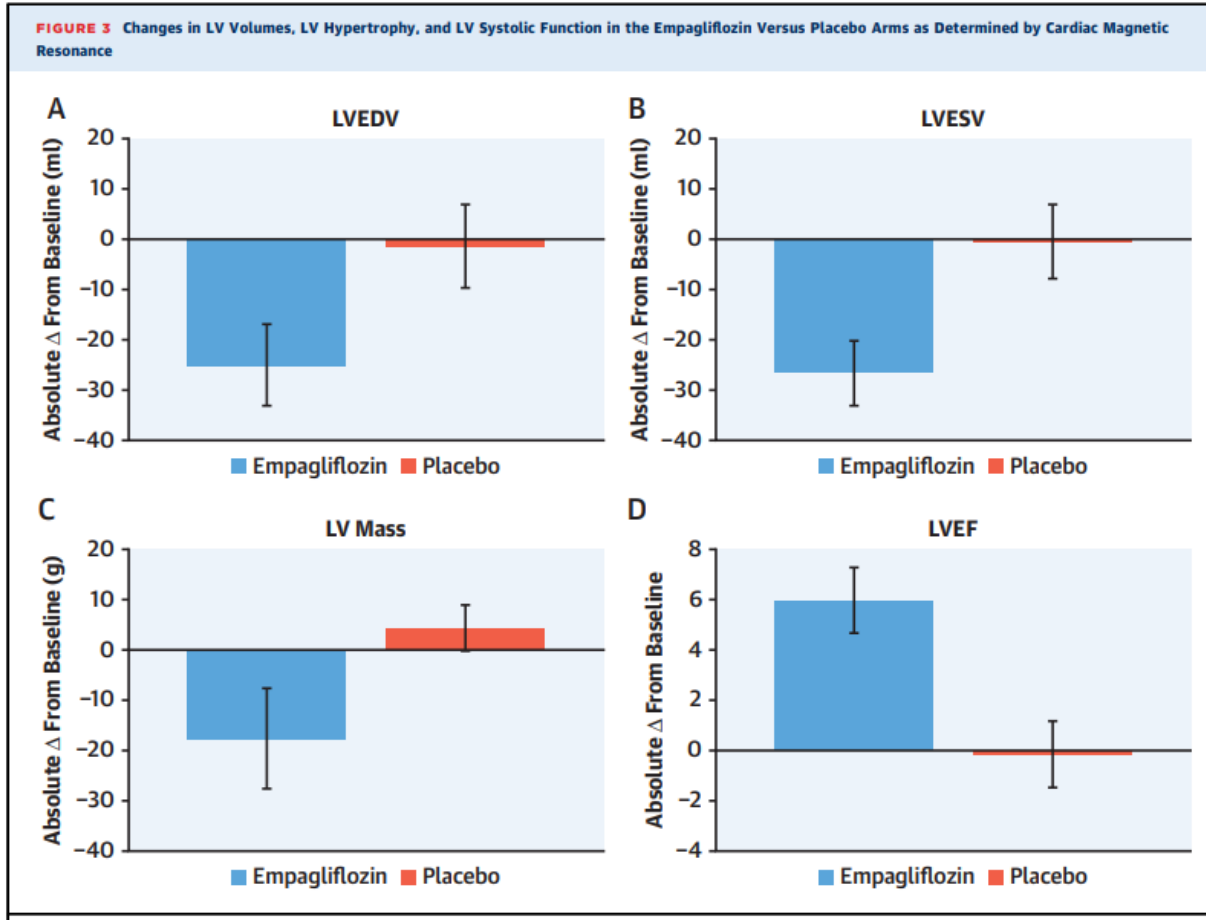 FIGURE 3 Changes in LV Volumes, LV Hypertrophy, and LV Systolic Function in the Empagliflozin Versus Placebo Arms as Determined by Cardiac Magnetic
Resonance
A
LVEDV
Absolute Δ From Baseline (ml)
20
10
0
−10
−20
−30
−40
Empagliflozin Placebo
B
LVESV
Absolute Δ From Baseline (ml)
20
10
0
−10
−20
−30
−40
Empagliflozin Placebo
C
LV Mass
Absolute Δ From Baseline (g)
20
10
0
−10
−20
−30
−40
Empagliflozin Placebo
D
LVEF
Absolute Δ From Baseline
8
6
4
2
0
−2
−4
Empagliflozin Placebo